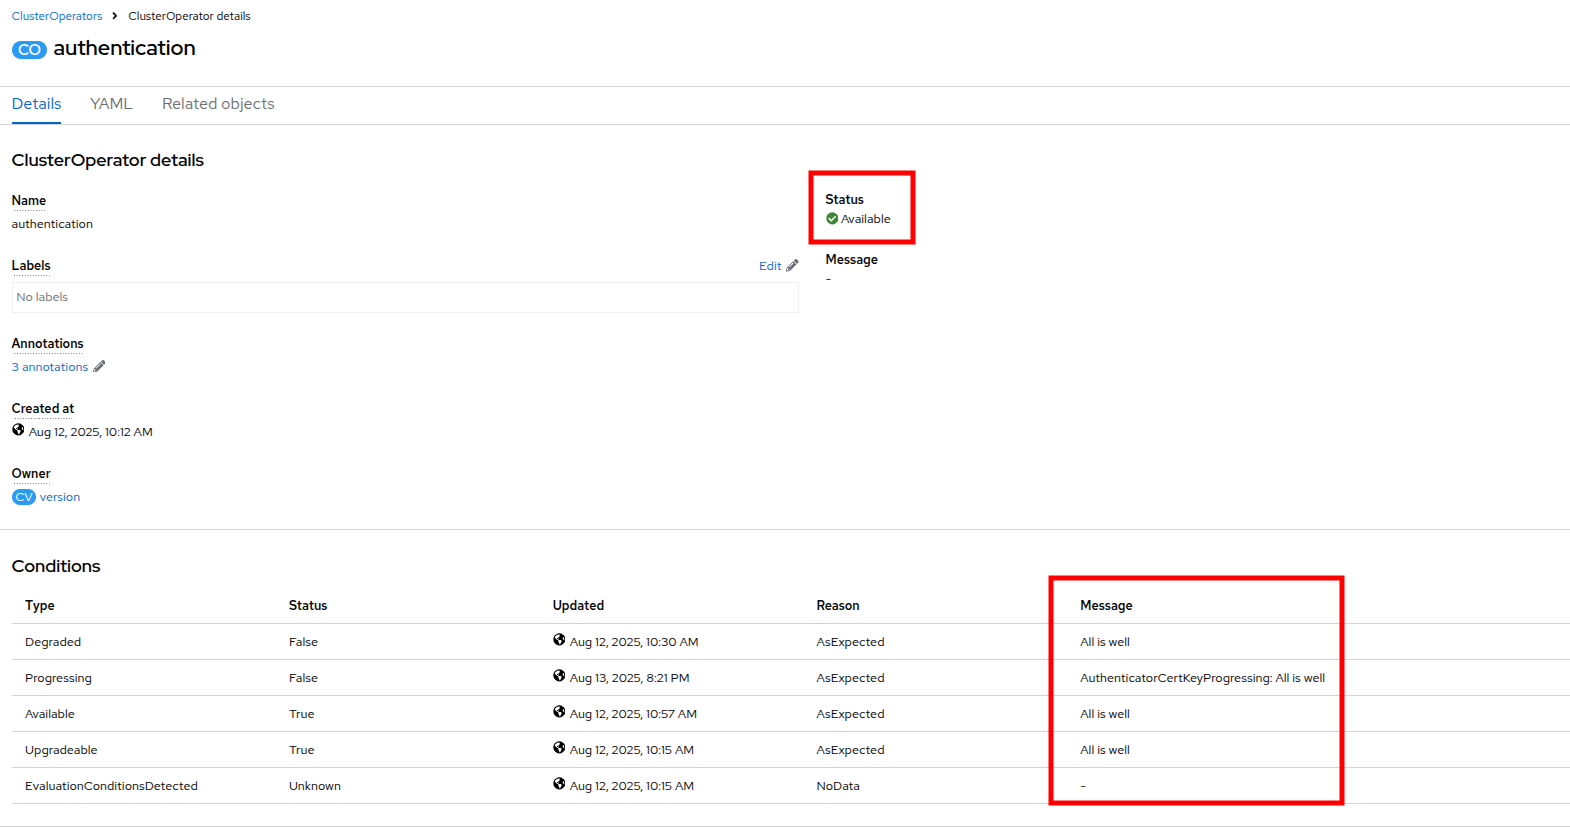 ClusterOperators > ClusterOperator details
CO authentication
Details YAML Related objects
ClusterOperator details
Name
authentication
Status
Available
Labels
Edit
No labels
Message
-
Annotations
3 annotations
Created at
Aug 12, 2025, 10:12 AM
Owner
CV version
Conditions
Type Status Updated Reason Message
Degraded False Aug 12, 2025, 10:30 AM AsExpected All is well
Progressing False Aug 13, 2025, 8:21 PM AsExpected AuthenticatorCertKeyProgressing: All is well
Available True Aug 12, 2025, 10:57 AM AsExpected All is well
Upgradeable True Aug 12, 2025, 10:15 AM AsExpected All is well
EvaluationConditionsDetected Unknown Aug 12, 2025, 10:15 AM NoData -